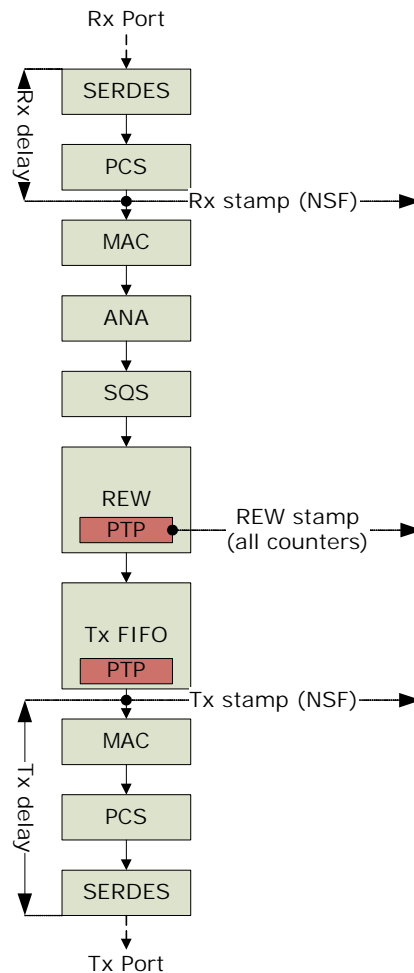 Rx Port
SERDES
Rx delay
PCS
Rx stamp (NSF)
MAC
ANA
SQS
REW
PTP
REW stamp
(all counters)
Tx FIFO
PTP
Tx stamp (NSF)
MAC
Tx delay
PCS
SERDES
Tx Port